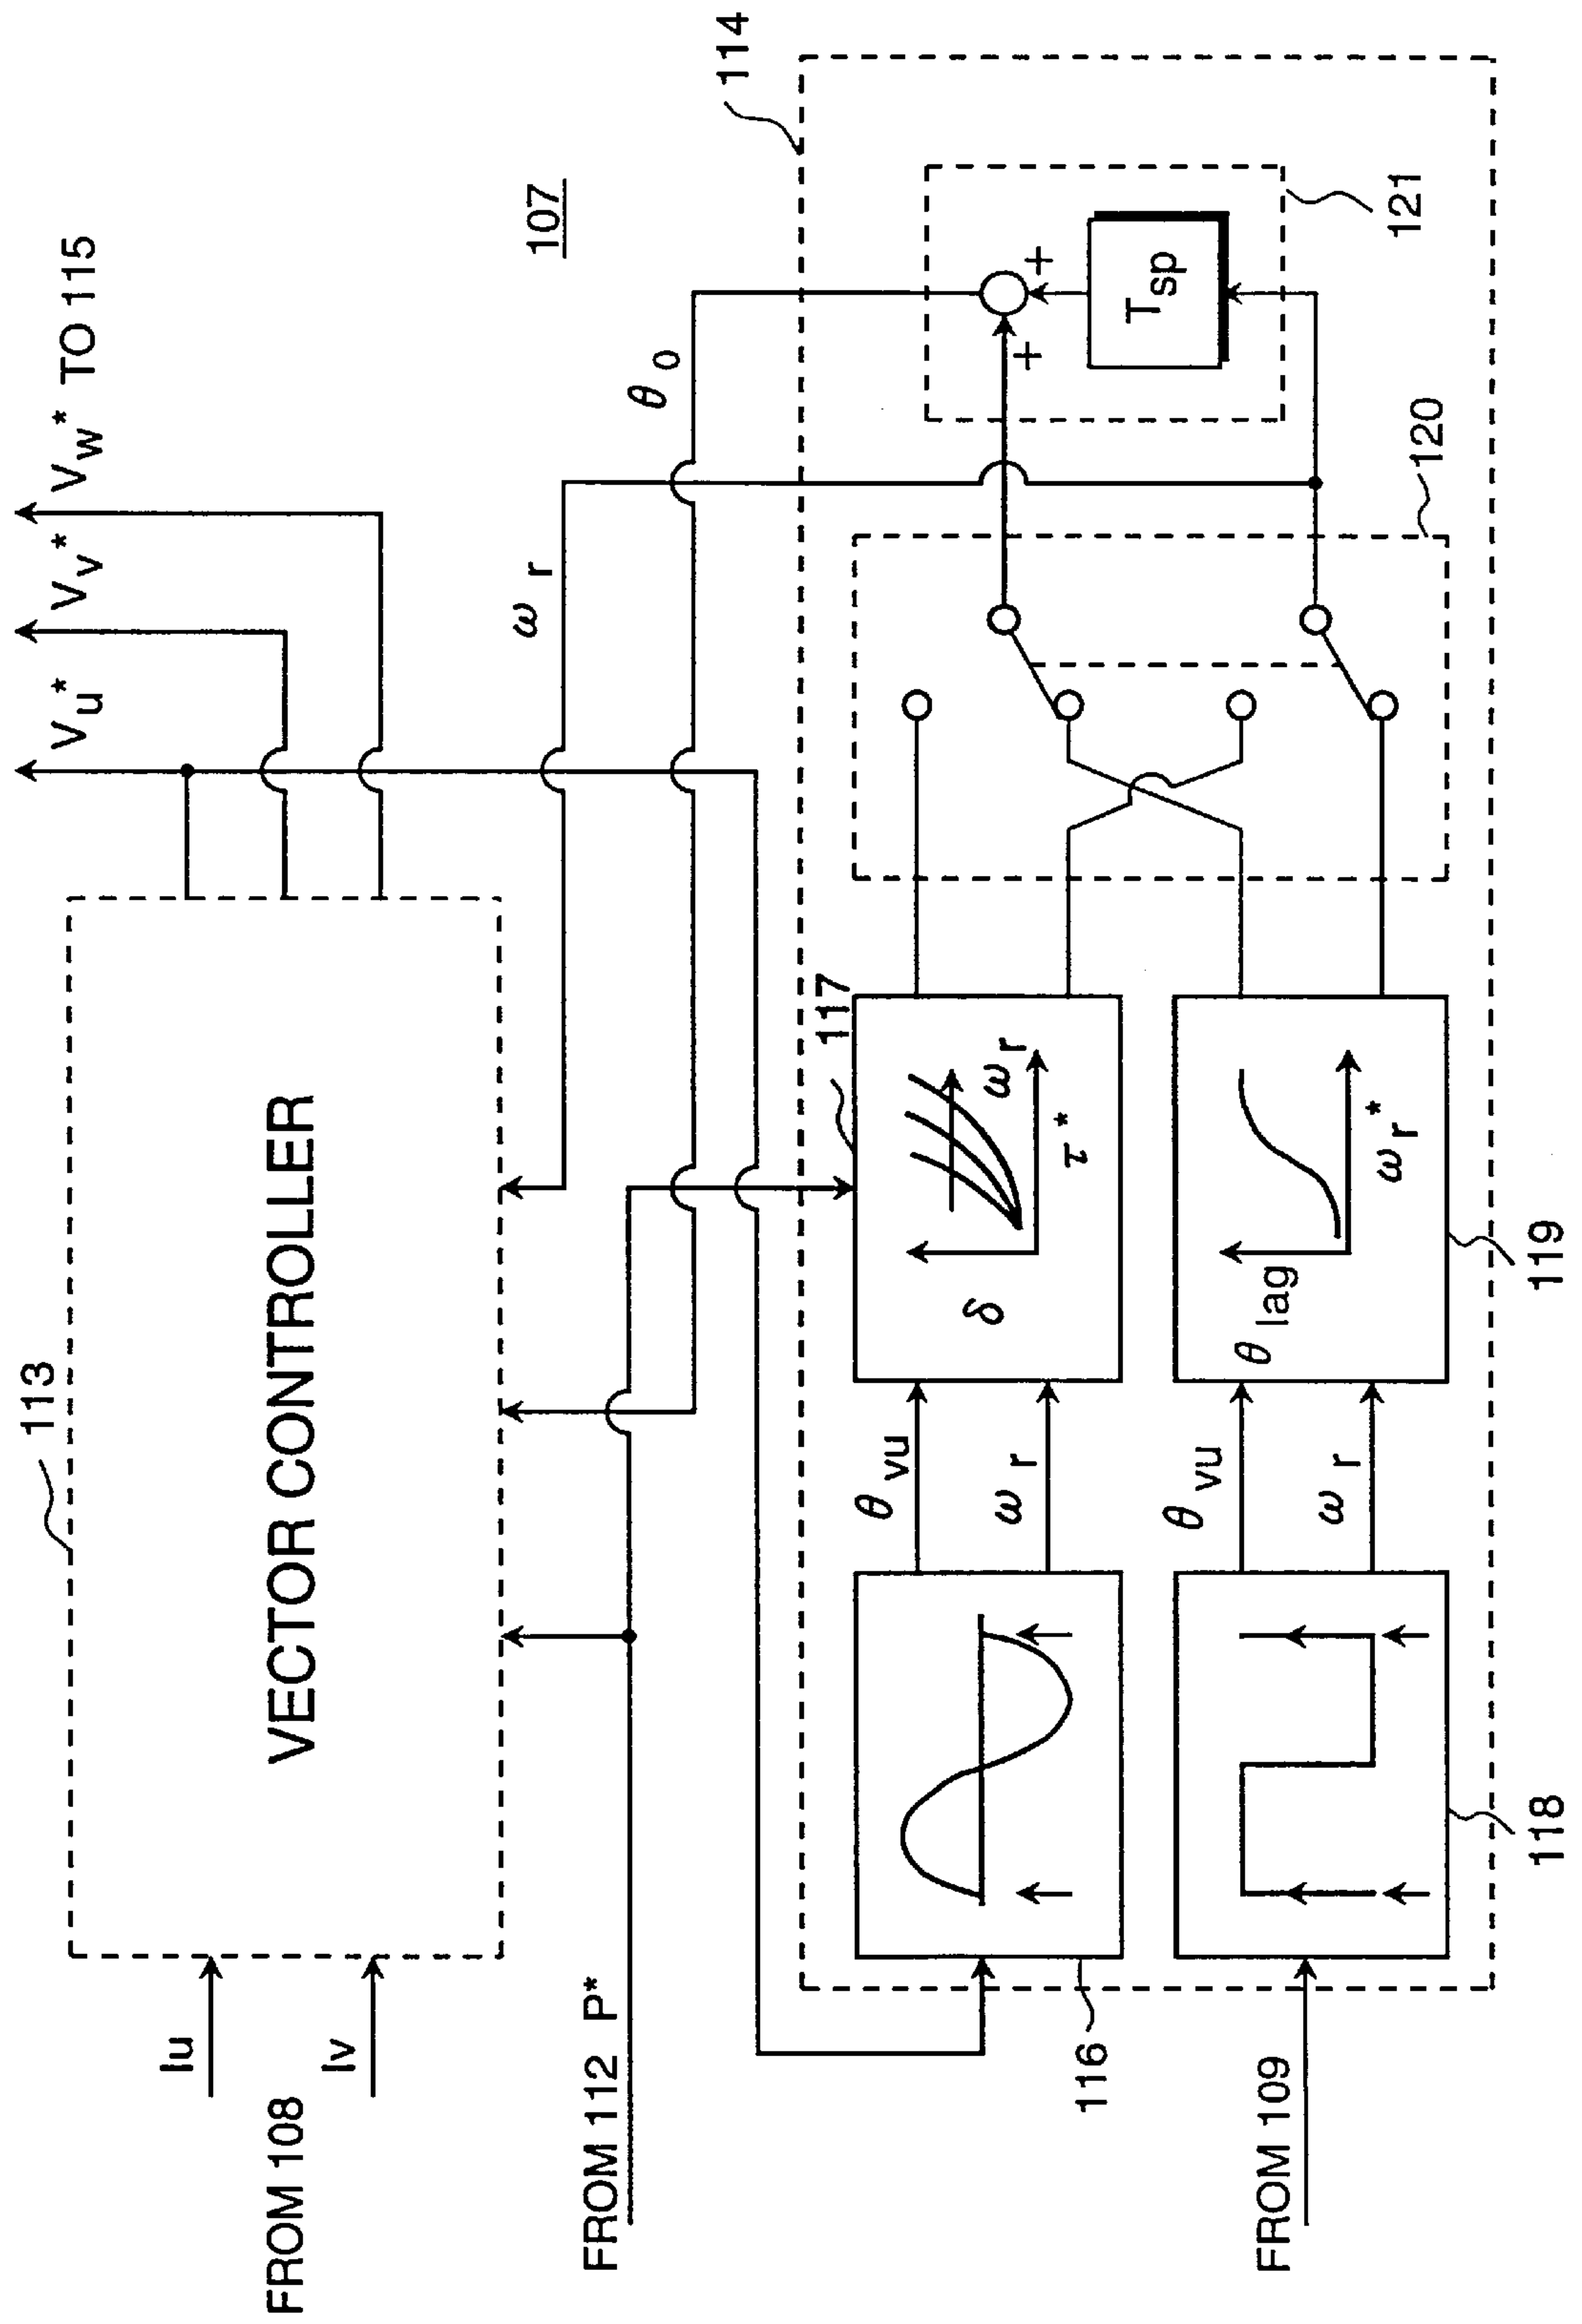 113
VECTOR CONTROLLER
Iu
Iv
FROM 108
Vu*
Vv*
Vw* TO 115
107
ωr
θ0
FROM 112 P*
114
116
θvu
ωr
117
δ
ωr
τ*
120
121
+
+
Tsp
FROM 109
118
θvu
ωr
119
θlag
ωr*